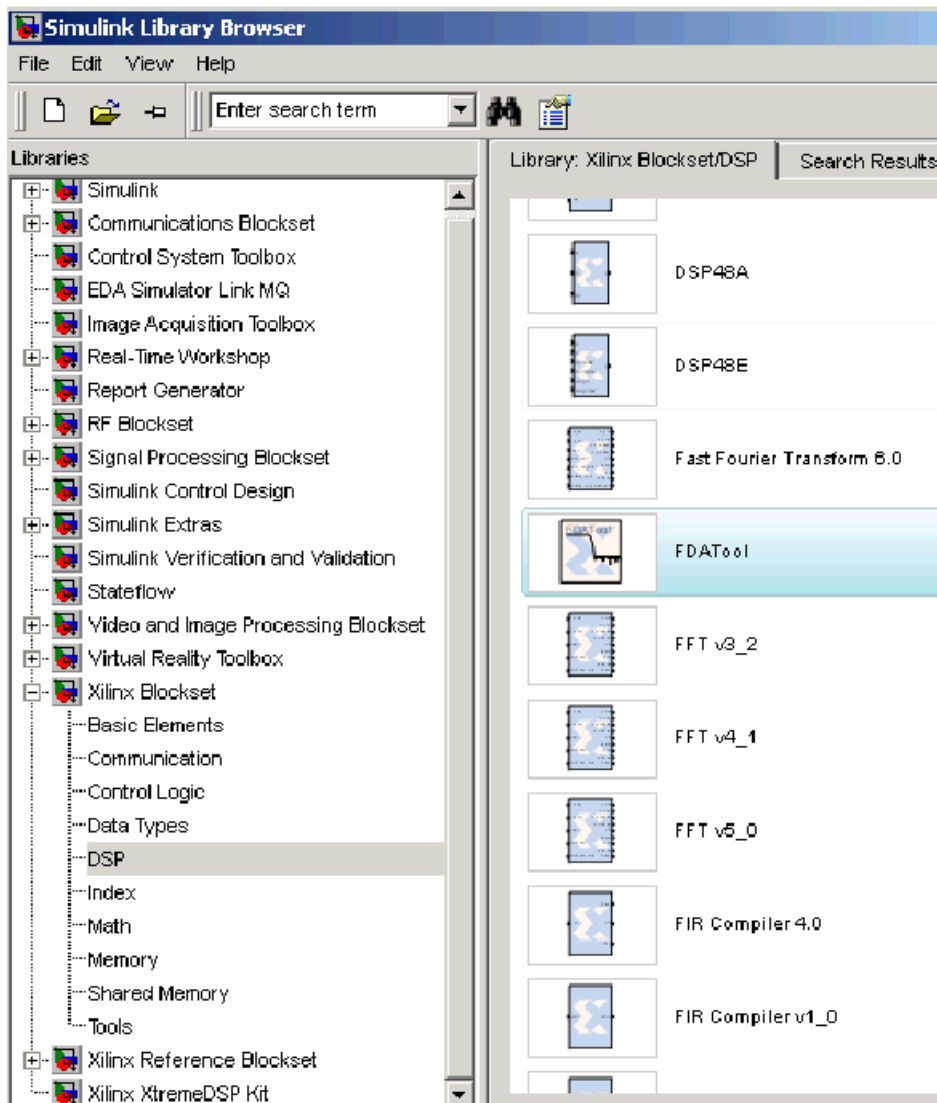 Simulink Library Browser
File Edit View Help
Enter search term
Libraries
Simulink
Communications Blockset
Control System Toolbox
EDA Simulator Link MQ
Image Acquisition Toolbox
Real-Time Workshop
Report Generator
RF Blockset
Signal Processing Blockset
Simulink Control Design
Simulink Extras
Simulink Verification and Validation
Stateflow
Video and Image Processing Blockset
Virtual Reality Toolbox
Xilinx Blockset
Basic Elements
Communication
Control Logic
Data Types
DSP
Index
Math
Memory
Shared Memory
Tools
Xilinx Reference Blockset
Xilinx XtremeDSP Kit
Library: Xilinx Blockset/DSP Search Results
DSP48A
DSP48E
Fast Fourier Transform 6.0
FDATool
FDATool
FFT v3_2
FFT v4_1
FFT v5_0
FIR Compiler 4.0
FIR Compiler v1_0